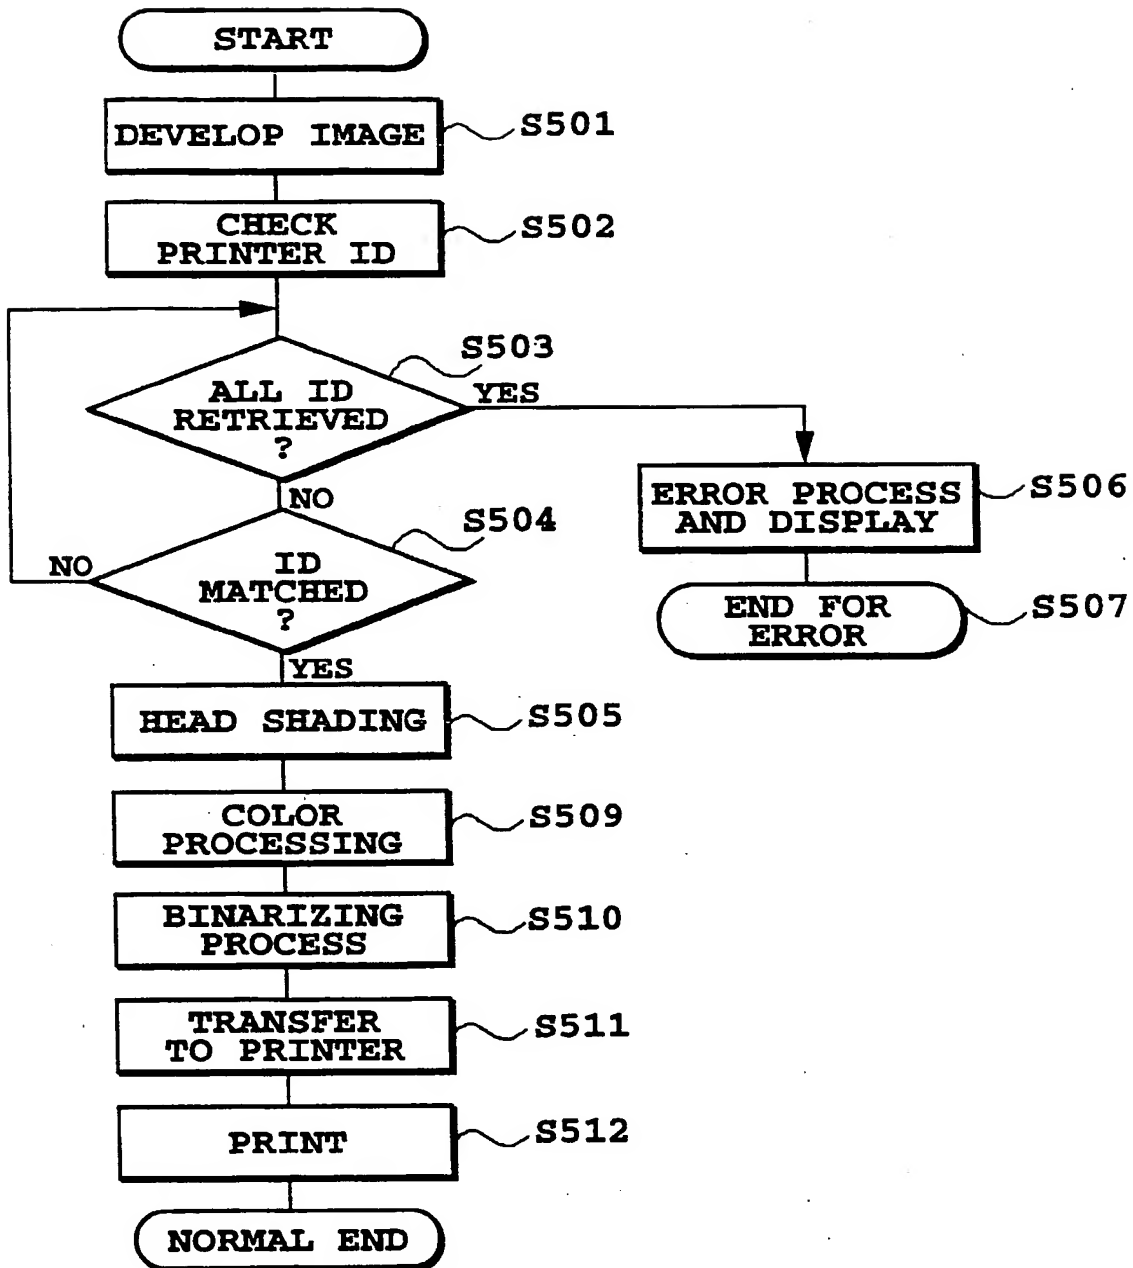 START
DEVELOP IMAGE
S501
CHECK
PRINTER ID
S502
S503
ALL ID
RETRIEVED
?
YES
NO
ERROR PROCESS
AND DISPLAY
S506
S504
NO
ID
MATCHED
?
END FOR
ERROR
S507
YES
HEAD SHADING
S505
COLOR
PROCESSING
S509
BINARIZING
PROCESS
S510
TRANSFER
TO PRINTER
S511
PRINT
S512
NORMAL END